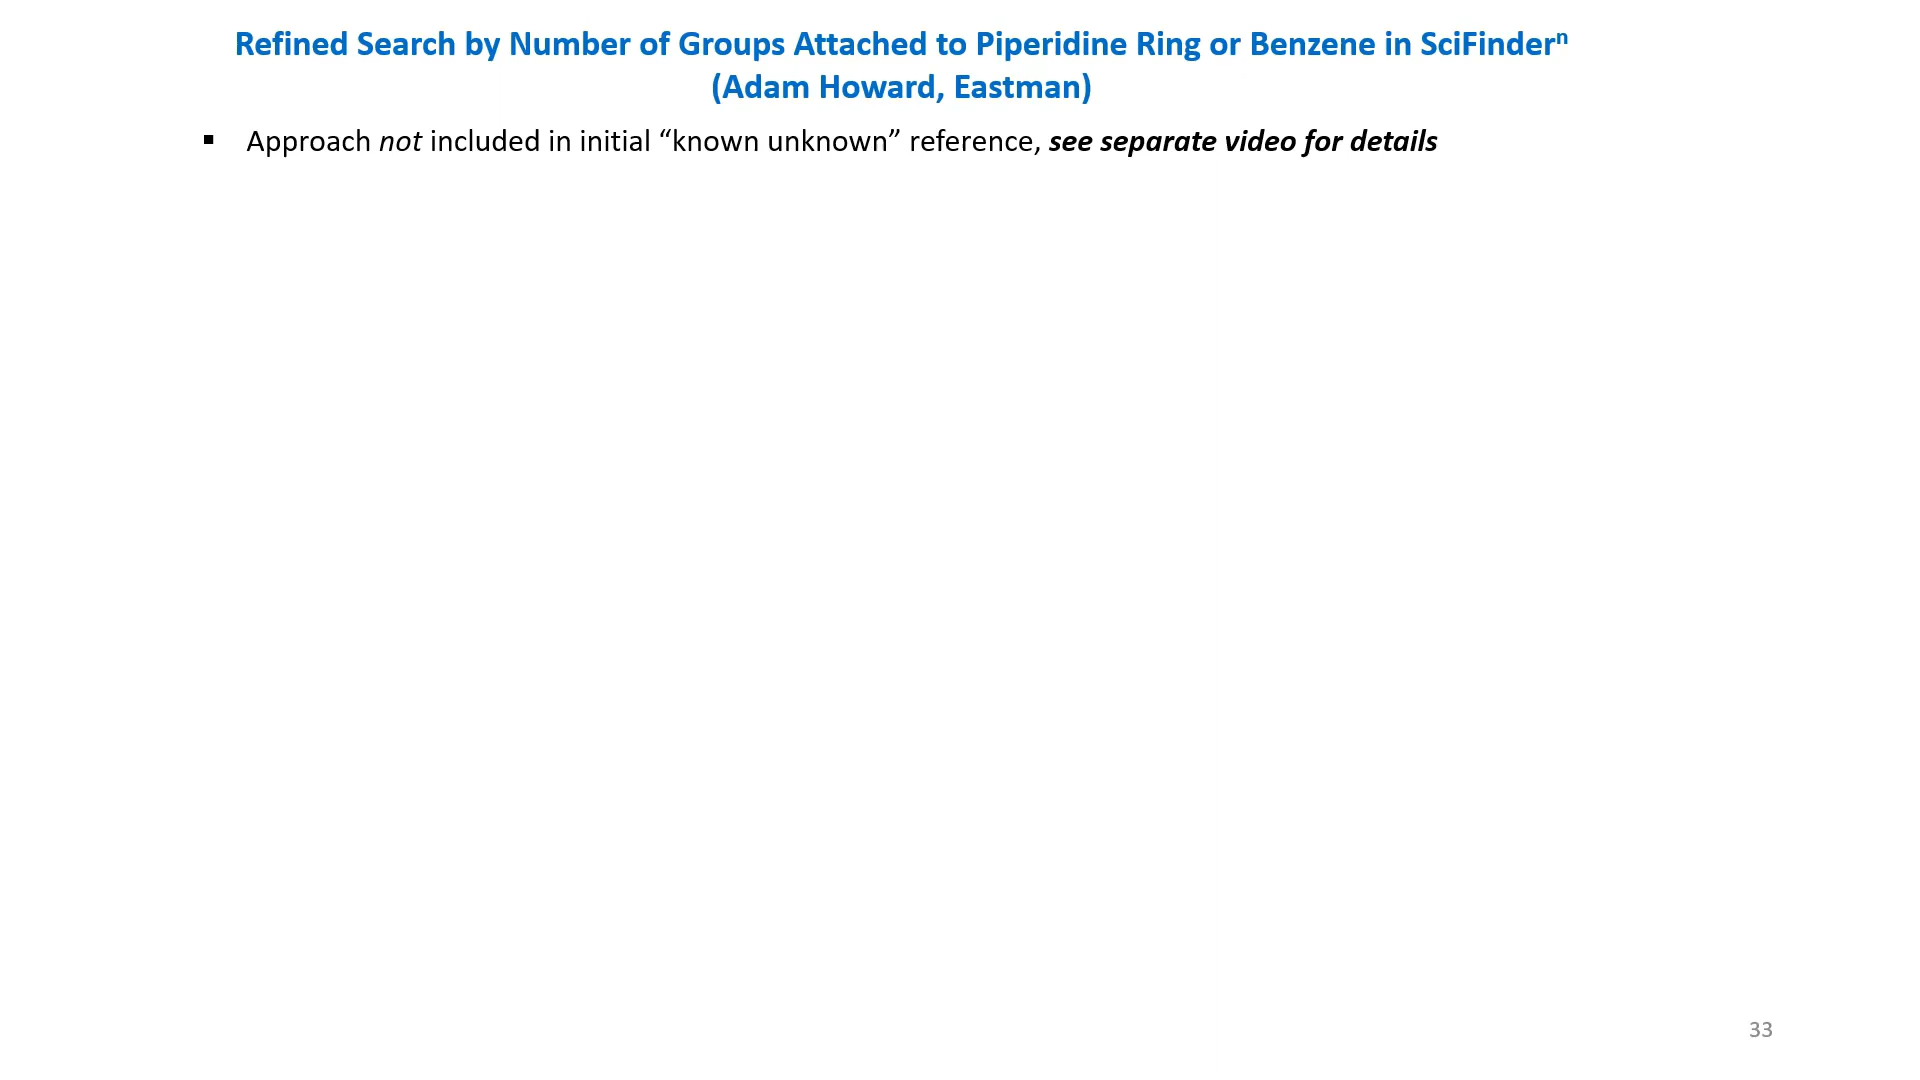 Refined Search by Number of Groups Attached to Piperidine Ring or Benzene in SciFinderⁿ
(Adam Howard, Eastman)
▪ Approach not included in initial “known unknown” reference, see separate video for details
33